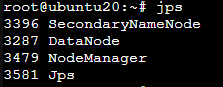 root@ubuntu20:~# jps
3396 SecondaryNameNode
3287 DataNode
3479 NodeManager
3581 Jps